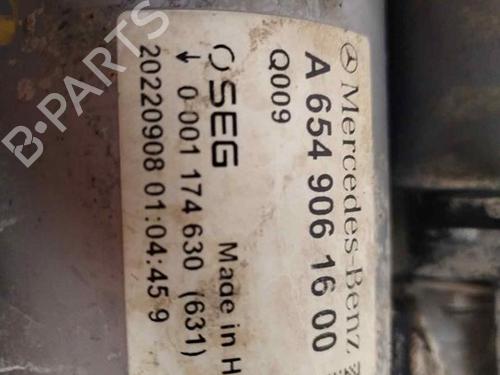 Mercedes-Benz
A 654 906 16 00
Q009
SEG Made in H
0 001 174 630 (631)
20220908 01:04:45 9
B-PARTS